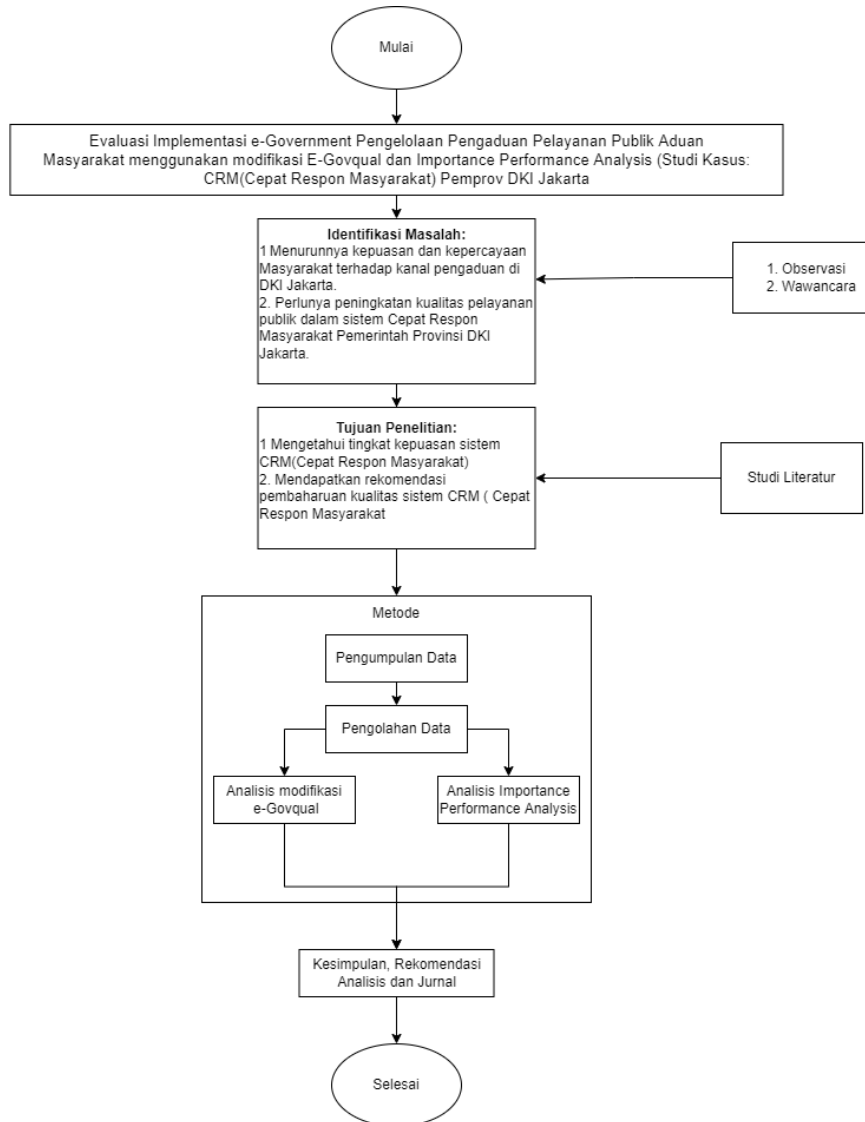 Mulai
Evaluasi Implementasi e-Government Pengelolaan Pengaduan Pelayanan Publik Aduan
Masyarakat menggunakan modifikasi E-Govqual dan Importance Performance Analysis (Studi Kasus:
CRM(Cepat Respon Masyarakat) Pemprov DKI Jakarta
Identifikasi Masalah:
1 Menurunnya kepuasan dan kepercayaan
Masyarakat terhadap kanal pengaduan di
DKI Jakarta.
2. Perlunya peningkatan kualitas pelayanan
publik dalam sistem Cepat Respon
Masyarakat Pemerintah Provinsi DKI
Jakarta.
1. Observasi
2. Wawancara
Tujuan Penelitian:
1 Mengetahui tingkat kepuasan sistem
CRM(Cepat Respon Masyarakat)
2. Mendapatkan rekomendasi
pembaharuan kualitas sistem CRM ( Cepat
Respon Masyarakat
Studi Literatur
Metode
Pengumpulan Data
Pengolahan Data
Analisis modifikasi
e-Govqual
Analisis Importance
Performance Analysis
Kesimpulan, Rekomendasi
Analisis dan Jurnal
Selesai